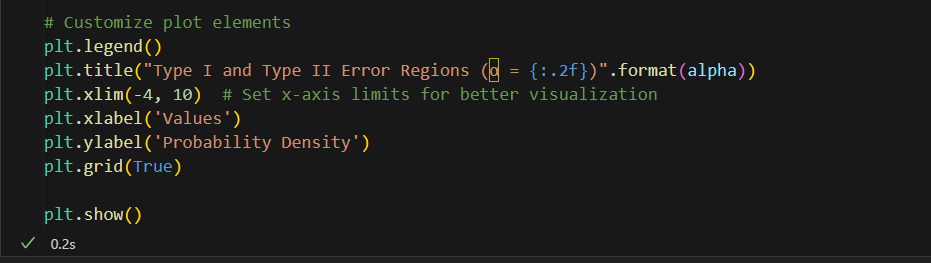 # Customize plot elements
plt.legend()
plt.title("Type I and Type II Error Regions (α = {:.2f})".format(alpha))
plt.xlim(-4, 10)  # Set x-axis limits for better visualization
plt.xlabel('Values')
plt.ylabel('Probability Density')
plt.grid(True)
plt.show()
0.2s